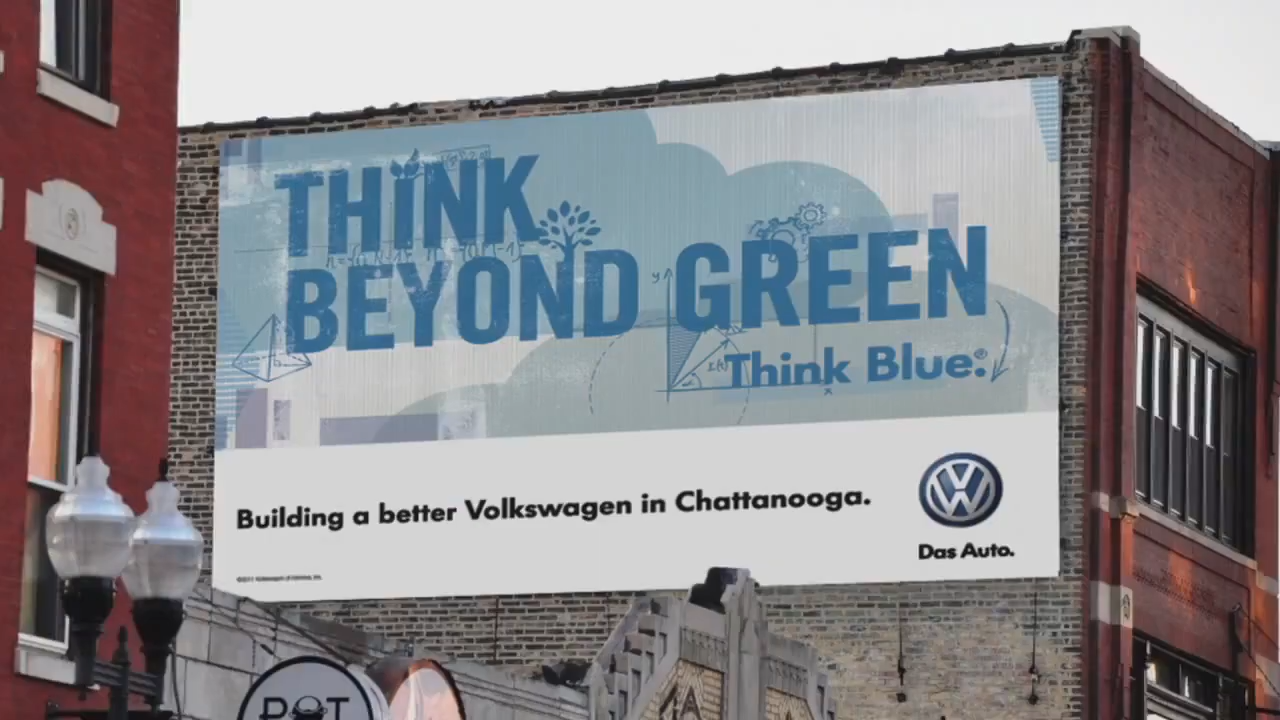 THINK
BEYOND GREEN
Think Blue.®
Building a better Volkswagen in Chattanooga.
Das Auto.